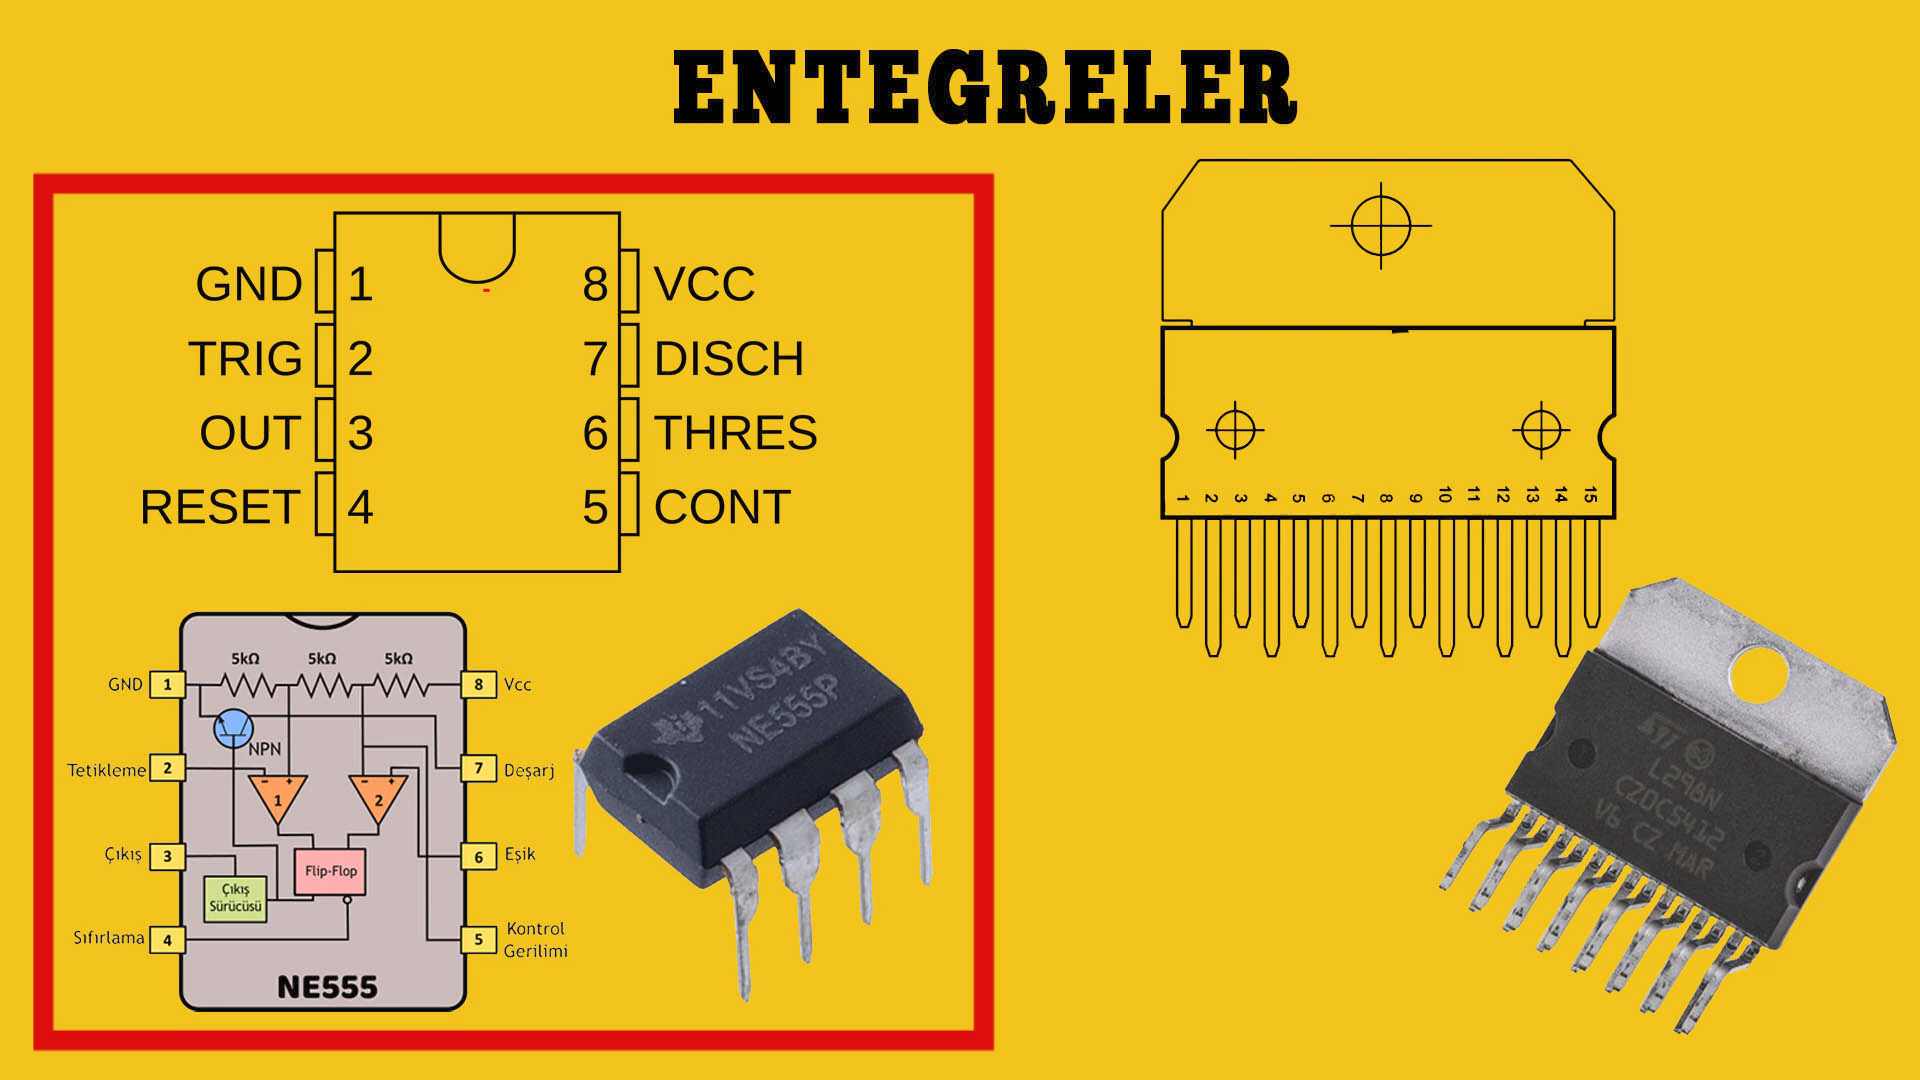 ENTEGRELER
GND 1 8 VCC
TRIG 2 7 DISCH
OUT 3 6 THRES
RESET 4 5 CONT
1 2 3 4 5 6 7 8 9 10 11 12 13 14 15
5kΩ 5kΩ 5kΩ
GND 1 8 Vcc
NPN
Tetikleme 2 7 Deşarj
1 2
Çıkış 3 6 Eşik
Flip-Flop
Çıkış
Sürücüsü
Sıfırlama 4 5 Kontrol
Gerilimi
NE555
11VS4BY
NE555P
ST
L298N
CZ0CS412
V6 CZ MAR